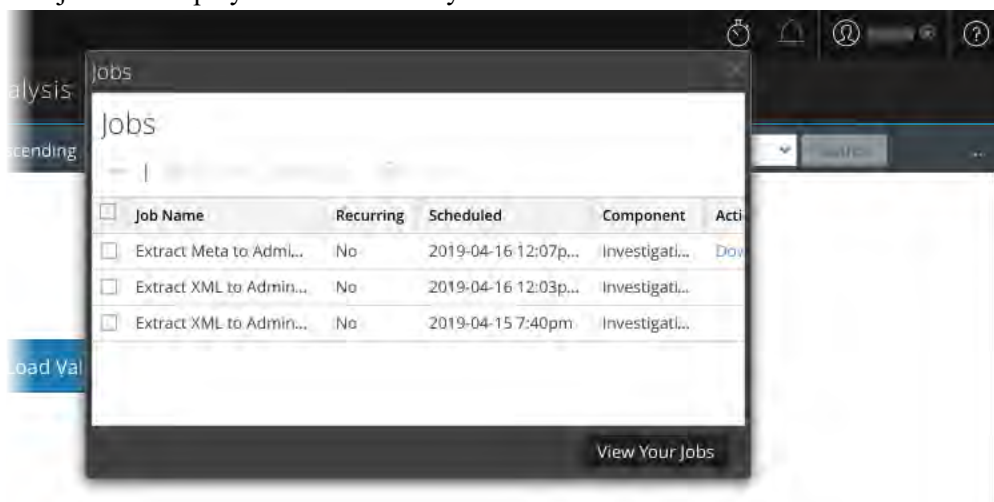 Jobs
alysis
Jobs
scending
...
Job Name Recurring Scheduled Component Acti
Extract Meta to Admi... No 2019-04-16 12:07p... Investigati... Dow
Extract XML to Admin... No 2019-04-16 12:03p... Investigati...
Extract XML to Admin... No 2019-04-15 7:40pm Investigati...
Load Val
View Your Jobs